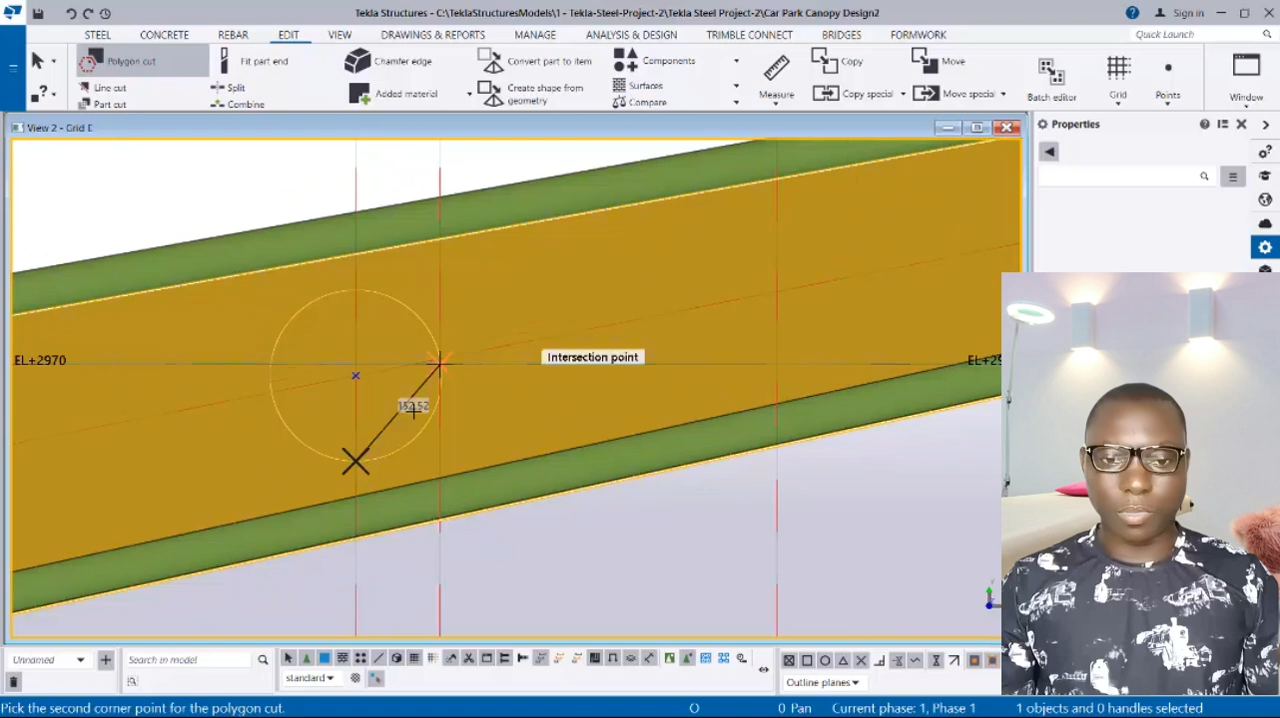 Tekla Structures - C:\TeklaStructuresModels\1 - Tekla-Steel-Project-2\Tekla Steel Project-2\Car Park Canopy Design2
Sign in
STEEL CONCRETE REBAR EDIT VIEW DRAWINGS & REPORTS MANAGE ANALYSIS & DESIGN TRIMBLE CONNECT BRIDGES FORMWORK
Quick Launch
Polygon cut Fit part end Chamfer edge Convert part to item Components Copy Move
Line cut Split Added material Create shape from geometry Surfaces Measure Copy special Move special Batch editor Grid Points Window
Part cut Combine Compare
View 2 - Grid E
Properties
EL+2970
Intersection point
EL+29
152.52
Unnamed
Search in model
standard
Outline planes
Pick the second corner point for the polygon cut.
O
0 Pan
Current phase: 1, Phase 1
1 objects and 0 handles selected